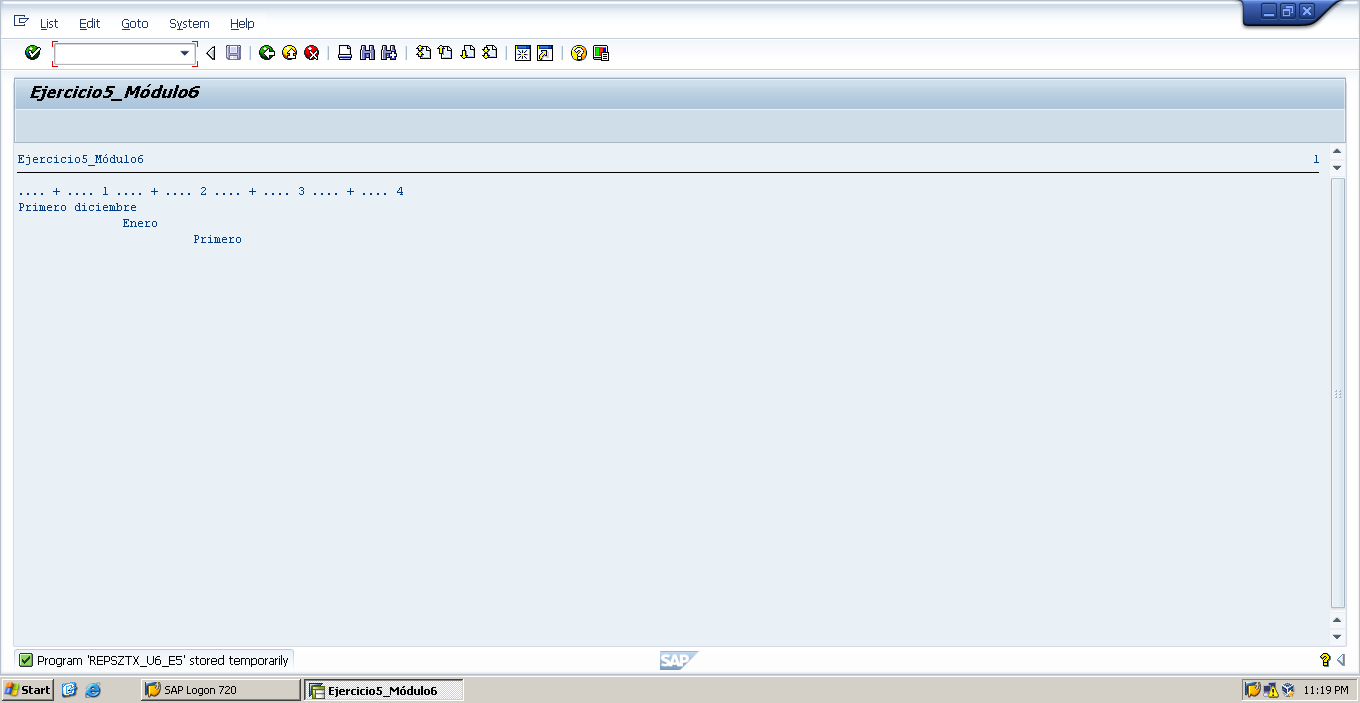 List Edit Goto System Help
Ejercicio5_Módulo6
Ejercicio5_Módulo6 1
.... + .... 1 .... + .... 2 .... + .... 3 .... + .... 4
Primero diciembre
Enero
Primero
Program 'REPSZTX_U6_E5' stored temporarily
SAP
Start SAP Logon 720 Ejercicio5_Módulo6 11:19 PM